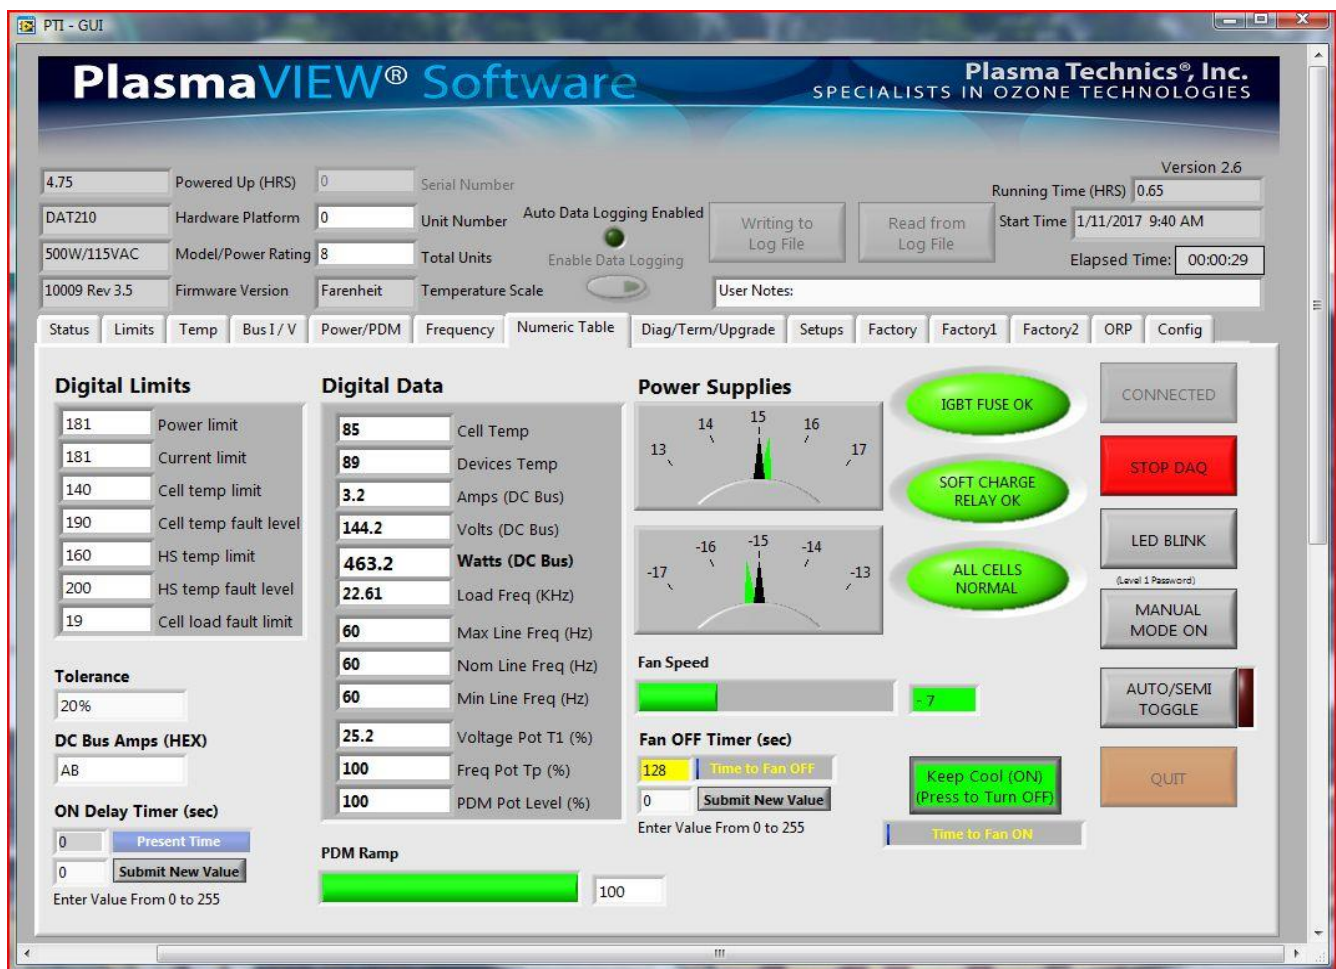 PTI - GUI
PlasmaVIEW® Software
Plasma Technics®, Inc.
SPECIALISTS IN OZONE TECHNOLOGIES
Version 2.6
4.75 Powered Up (HRS) 0 Serial Number
Running Time (HRS) 0.65
DAT210 Hardware Platform 0 Unit Number Auto Data Logging Enabled
Writing to Log File
Read from Log File
Start Time 1/11/2017 9:40 AM
500W/115VAC Model/Power Rating 8 Total Units Enable Data Logging
Elapsed Time: 00:00:29
10009 Rev 3.5 Firmware Version Farenheit Temperature Scale
User Notes:
Status Limits Temp Bus I / V Power/PDM Frequency Numeric Table Diag/Term/Upgrade Setups Factory Factory1 Factory2 ORP Config
Digital Limits
181 Power limit
181 Current limit
140 Cell temp limit
190 Cell temp fault level
160 HS temp limit
200 HS temp fault level
19 Cell load fault limit
Tolerance
20%
DC Bus Amps (HEX)
AB
ON Delay Timer (sec)
0 Present Time
0 Submit New Value
Enter Value From 0 to 255
Digital Data
85 Cell Temp
89 Devices Temp
3.2 Amps (DC Bus)
144.2 Volts (DC Bus)
463.2 Watts (DC Bus)
22.61 Load Freq (KHz)
60 Max Line Freq (Hz)
60 Nom Line Freq (Hz)
60 Min Line Freq (Hz)
25.2 Voltage Pot T1 (%)
100 Freq Pot Tp (%)
100 PDM Pot Level (%)
PDM Ramp
100
Power Supplies
13 14 15 16 17
-17 -16 -15 -14 -13
Fan Speed
- 7
Fan OFF Timer (sec)
128 Time to Fan OFF
0 Submit New Value
Enter Value From 0 to 255
IGBT FUSE OK
SOFT CHARGE
RELAY OK
ALL CELLS
NORMAL
Keep Cool (ON)
(Press to Turn OFF)
Time to Fan ON
CONNECTED
STOP DAQ
LED BLINK
(Level 1 Password)
MANUAL
MODE ON
AUTO/SEMI
TOGGLE
QUIT